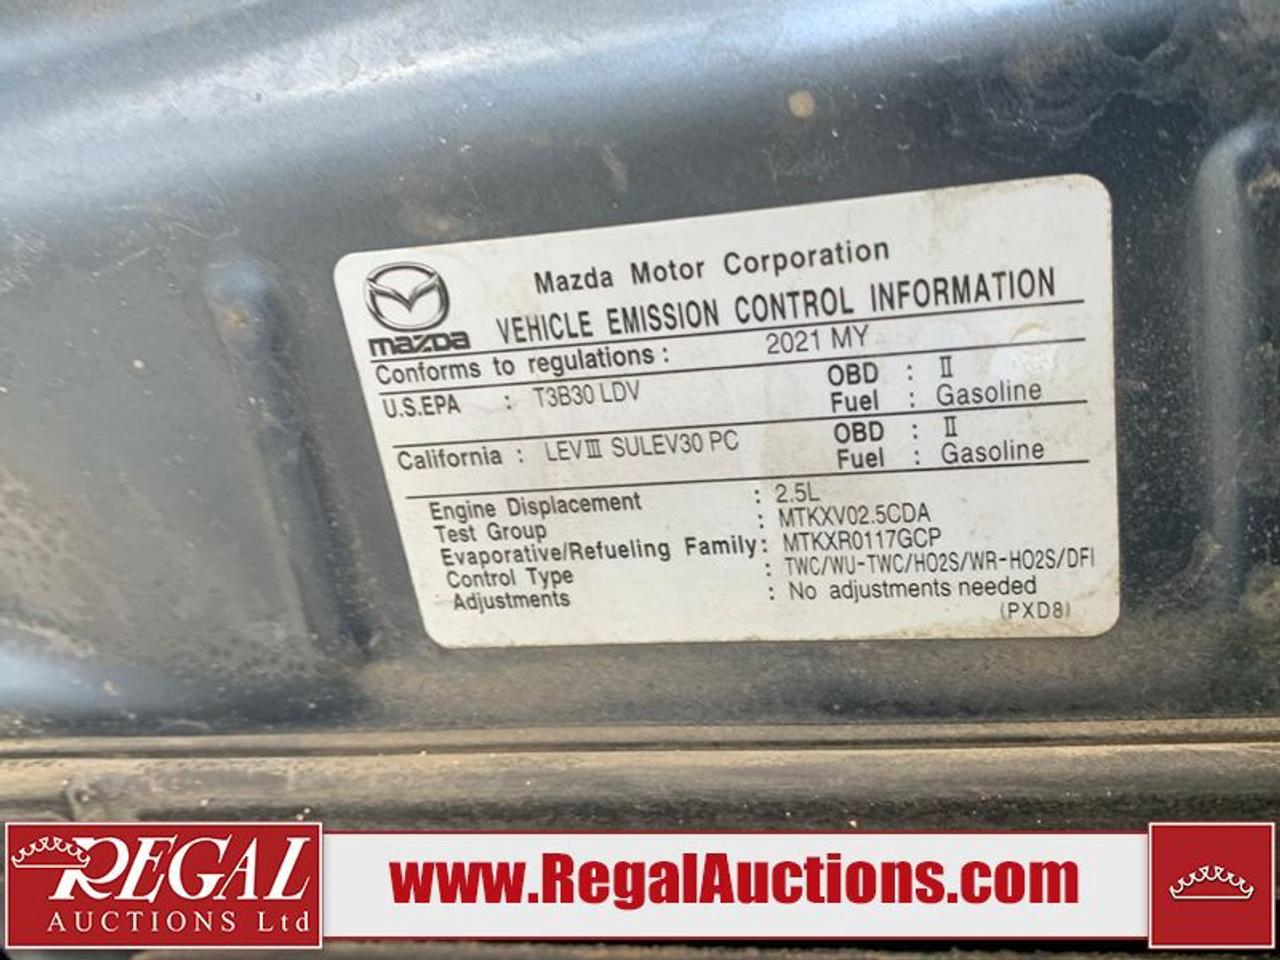 Mazda Motor Corporation
mazda VEHICLE EMISSION CONTROL INFORMATION
Conforms to regulations : 2021 MY
U.S.EPA : T3B30 LDV OBD : II
Fuel : Gasoline
California : LEVIII SULEV30 PC OBD : II
Fuel : Gasoline
Engine Displacement : 2.5L
Test Group : MTKXV02.5CDA
Evaporative/Refueling Family : MTKXR0117GCP
Control Type : TWC/WU-TWC/HO2S/WR-HO2S/DFI
Adjustments : No adjustments needed
(PXD8)
REGAL
AUCTIONS Ltd
www.RegalAuctions.com